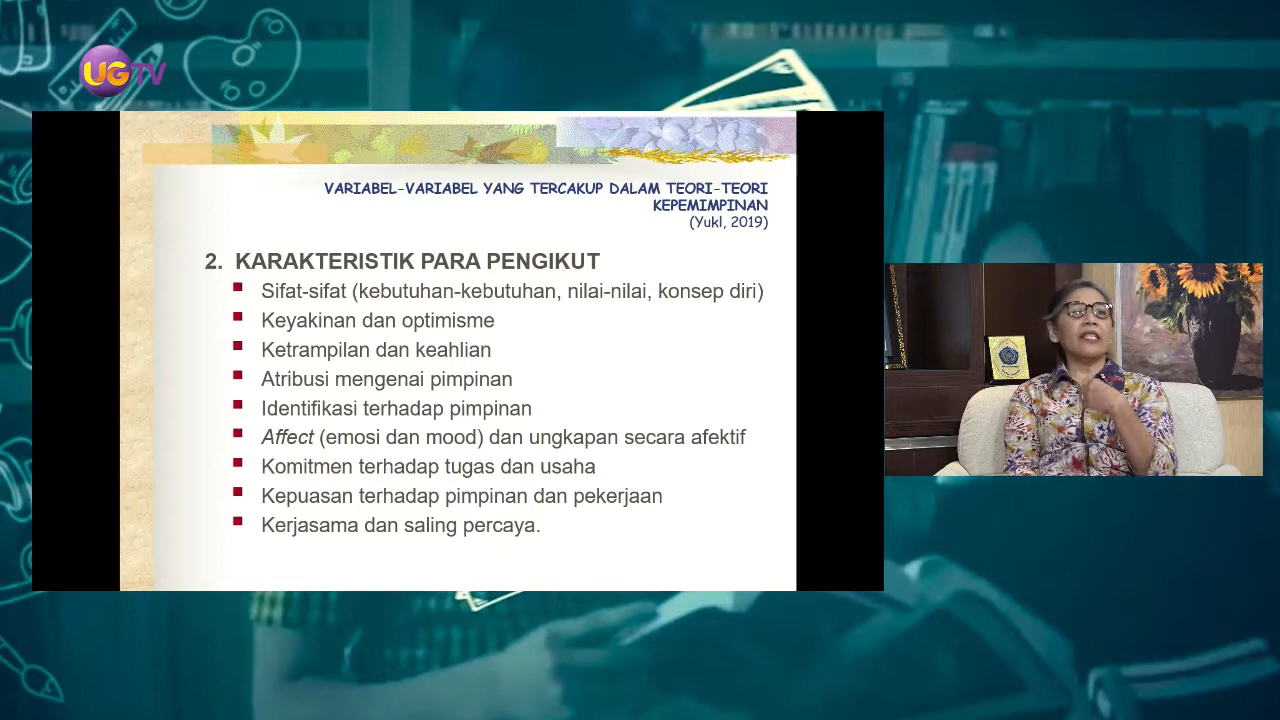 UGTV
VARIABEL-VARIABEL YANG TERCAKUP DALAM TEORI-TEORI
KEPEMIMPINAN
(Yukl, 2019)
2. KARAKTERISTIK PARA PENGIKUT
Sifat-sifat (kebutuhan-kebutuhan, nilai-nilai, konsep diri)
Keyakinan dan optimisme
Ketrampilan dan keahlian
Atribusi mengenai pimpinan
Identifikasi terhadap pimpinan
Affect (emosi dan mood) dan ungkapan secara afektif
Komitmen terhadap tugas dan usaha
Kepuasan terhadap pimpinan dan pekerjaan
Kerjasama dan saling percaya.